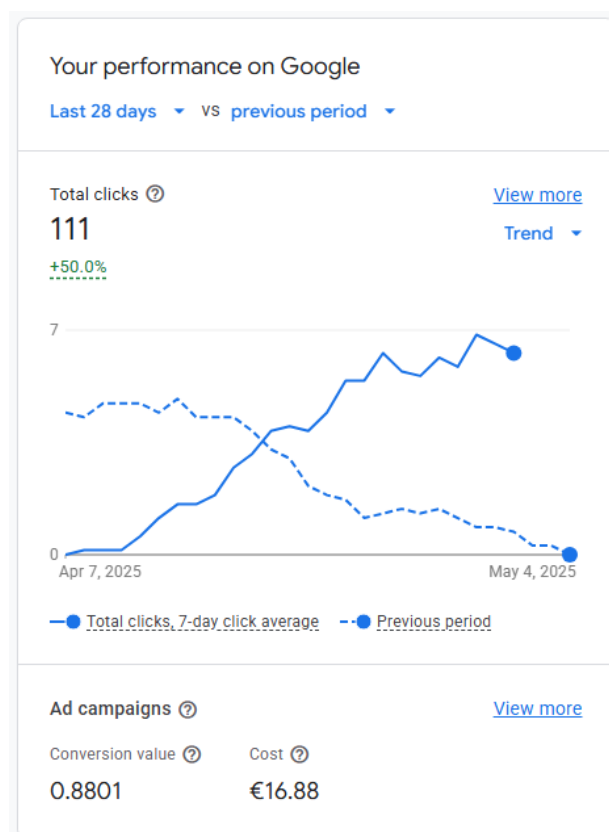 Your performance on Google
Last 28 days vs previous period
Total clicks
View more
111
Trend
+50.0%
7
0
Apr 7, 2025 May 4, 2025
Total clicks, 7-day click average Previous period
Ad campaigns
View more
Conversion value Cost
0.8801 €16.88